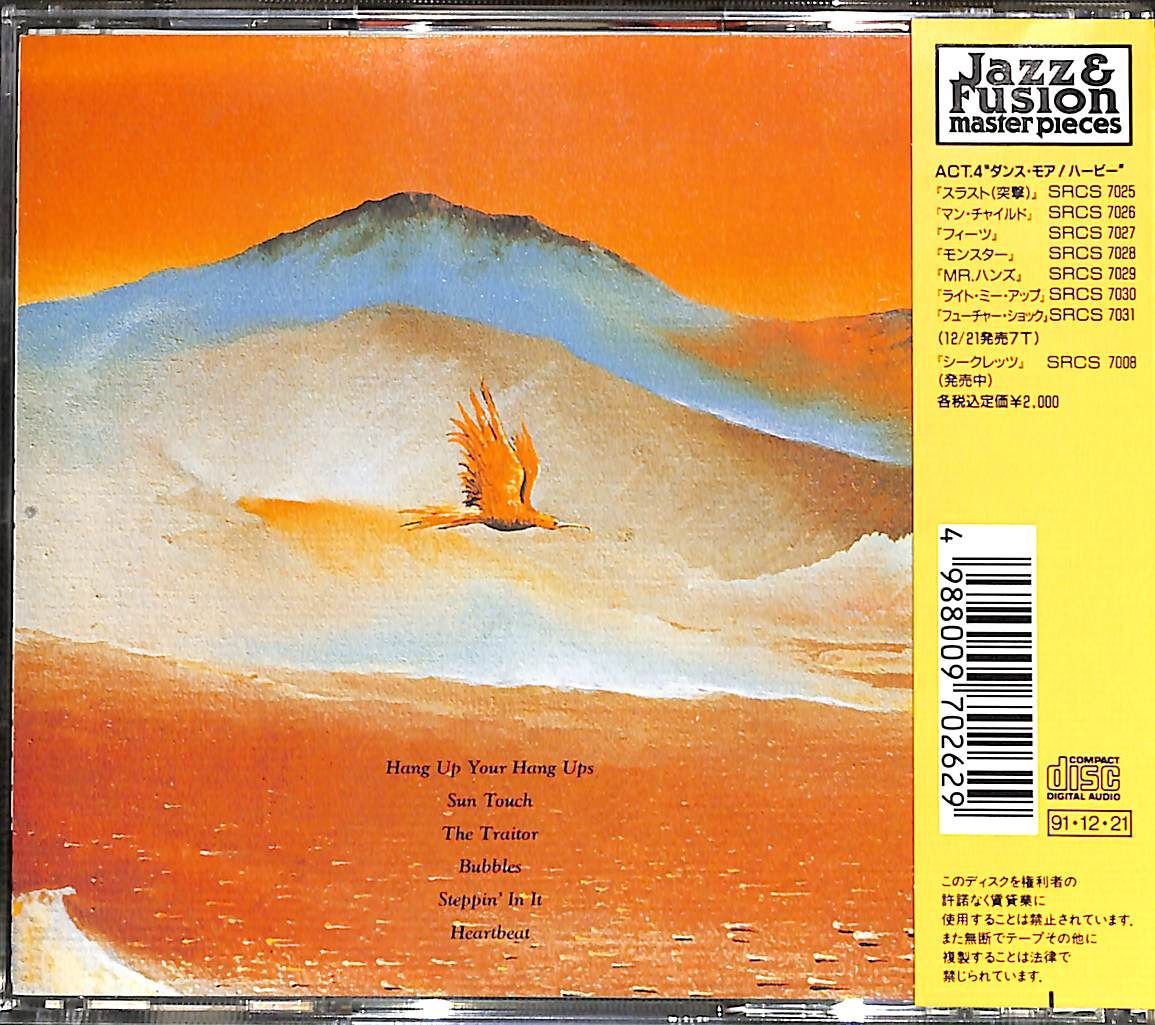 Hang Up Your Hang Ups
Sun Touch
The Traitor
Bubbles
Steppin' In It
Heartbeat
Jazz &
Fusion
master pieces
ACT.4"ダンス・モア/ハービー"
『スラスト(突撃)』 SRCS 7025
『マン・チャイルド』 SRCS 7026
『フィーツ』 SRCS 7027
『モンスター』 SRCS 7028
『MR.ハンズ』 SRCS 7029
『ライト・ミー・アップ』 SRCS 7030
『フューチャー・ショック』 SRCS 7031
(12/21発売7T)
『シークレッツ』 SRCS 7008
(発売中)
各税込定価¥2,000
4 988009 702629
COMPACT
disc
DIGITAL AUDIO
91・12・21
このディスクを権利者の
許諾なく賃貸業に
使用することは禁止されています。
また無断でテープその他に
複製することは法律で
禁じられています。